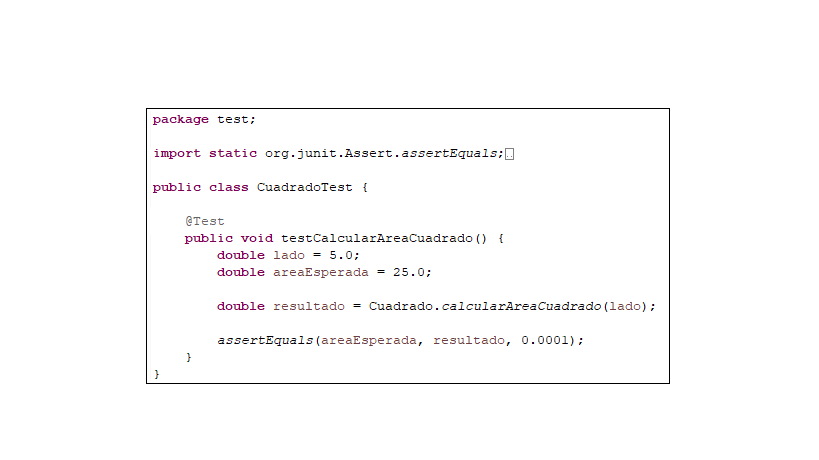 package test;
import static org.junit.Assert.assertEquals;
public class CuadradoTest {
@Test
public void testCalcularAreaCuadrado() {
double lado = 5.0;
double areaEsperada = 25.0;
double resultado = Cuadrado.calcularAreaCuadrado(lado);
assertEquals(areaEsperada, resultado, 0.0001);
}
}